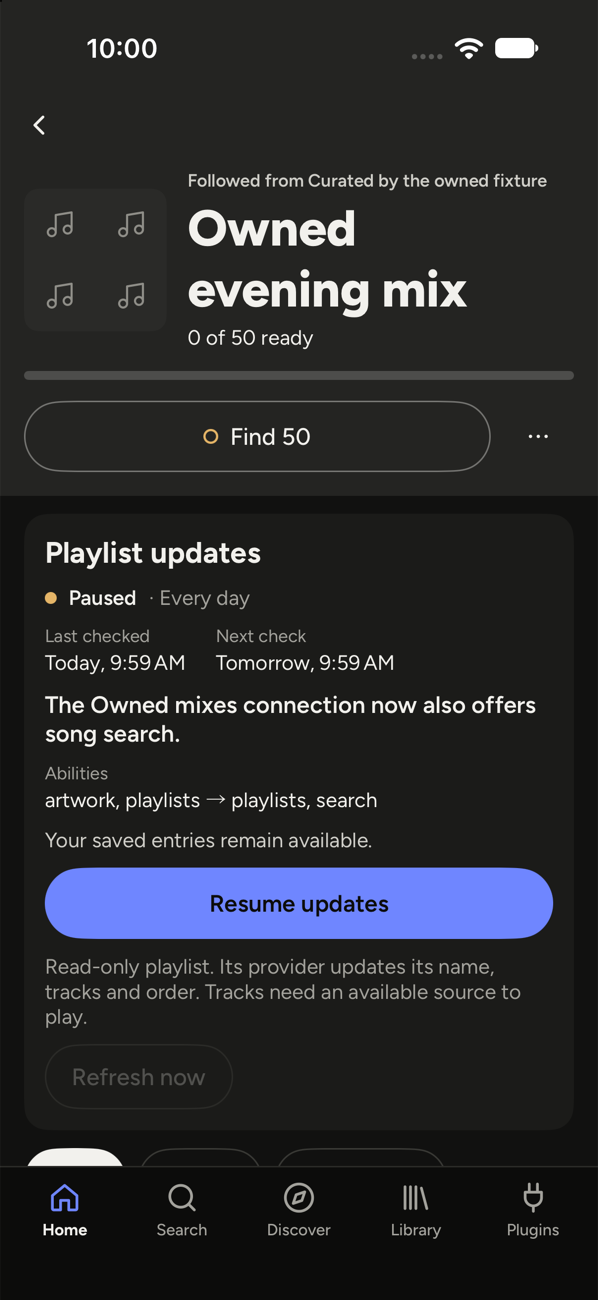 10:00
Followed from Curated by the owned fixture
Owned
evening mix
0 of 50 ready
Find 50
Playlist updates
Paused · Every day
Last checked Next check
Today, 9:59 AM Tomorrow, 9:59 AM
The Owned mixes connection now also offers
song search.
Abilities
artwork, playlists → playlists, search
Your saved entries remain available.
Resume updates
Read-only playlist. Its provider updates its name,
tracks and order. Tracks need an available source to
play.
Refresh now
Home Search Discover Library Plugins